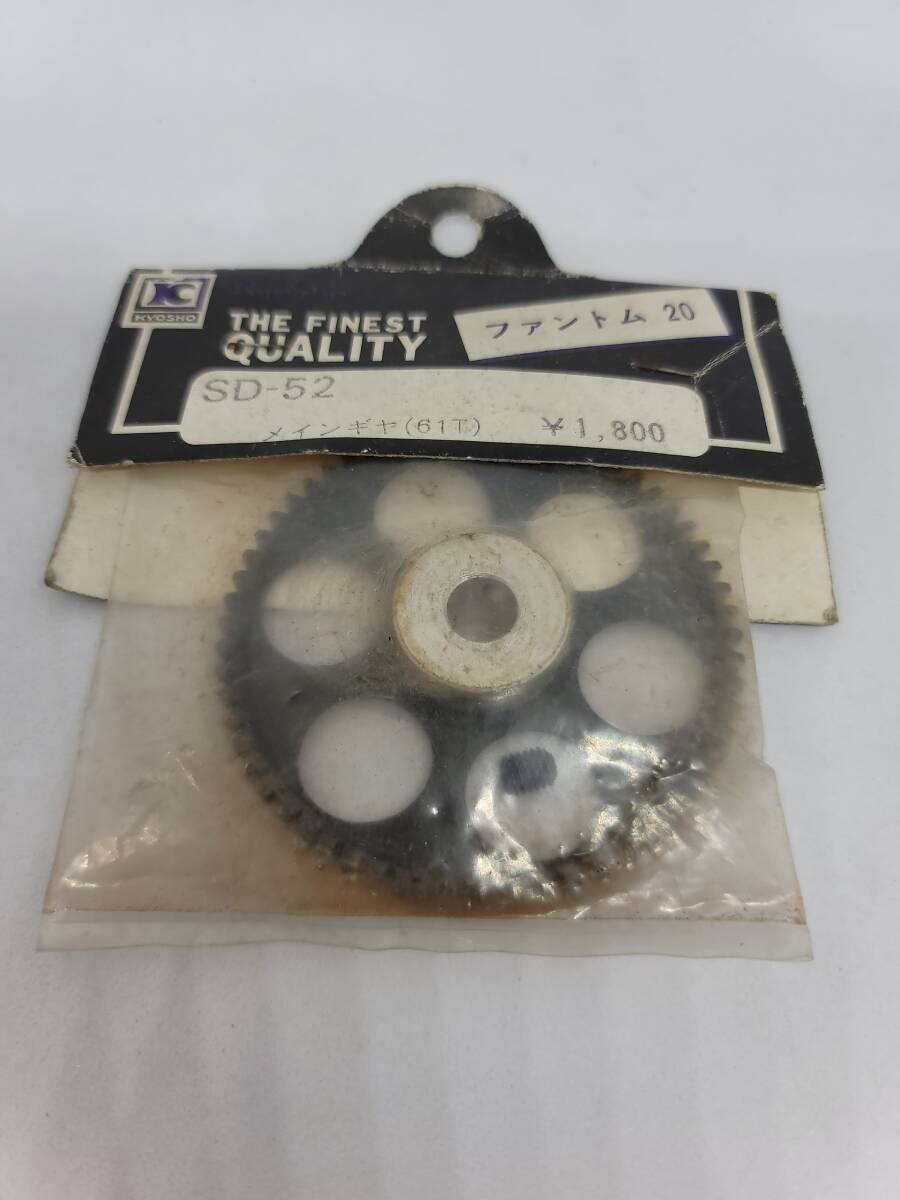 KYOSHO
THE FINEST
QUALITY
ファントム 20
SD-52
メインギヤ(61T) ¥1,800